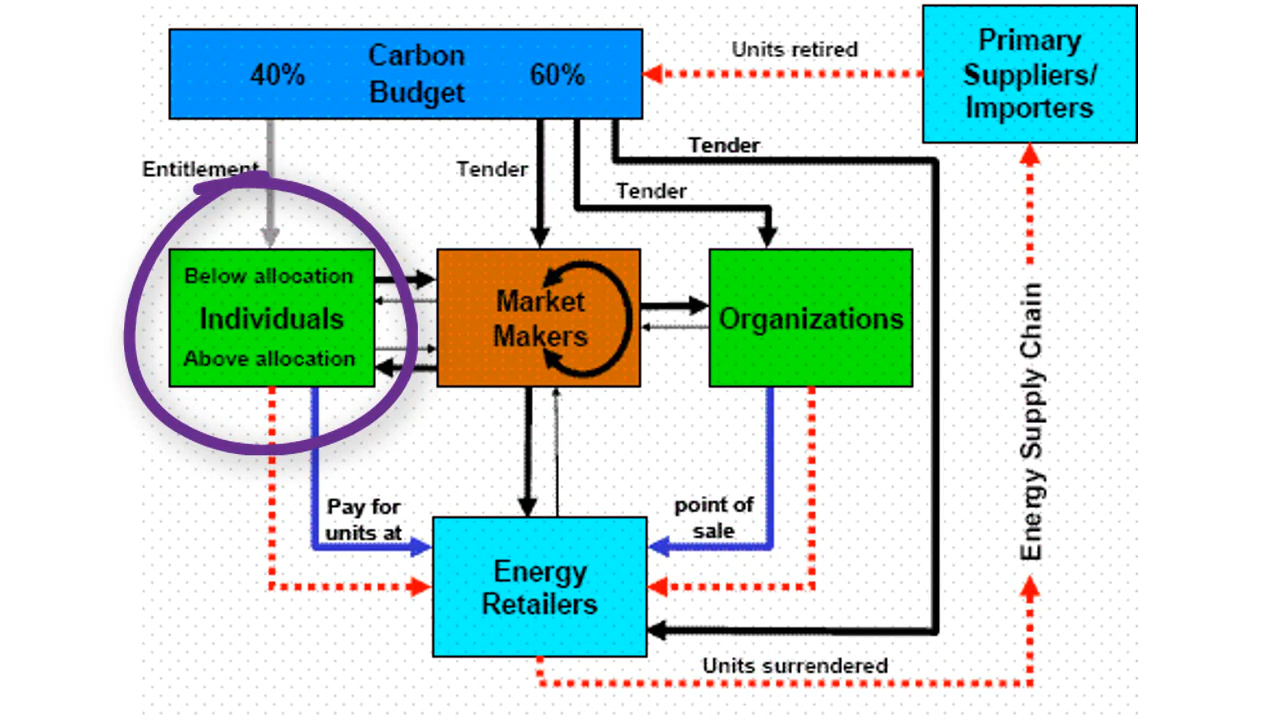 Primary
Suppliers/
Importers
Units retired
Carbon
Budget
40%
60%
Entitlement
Tender
Tender
Tender
Below allocation
Individuals
Above allocation
Market
Makers
Organizations
Energy Supply Chain
Pay for
units at
point of
sale
Energy
Retailers
Units surrendered